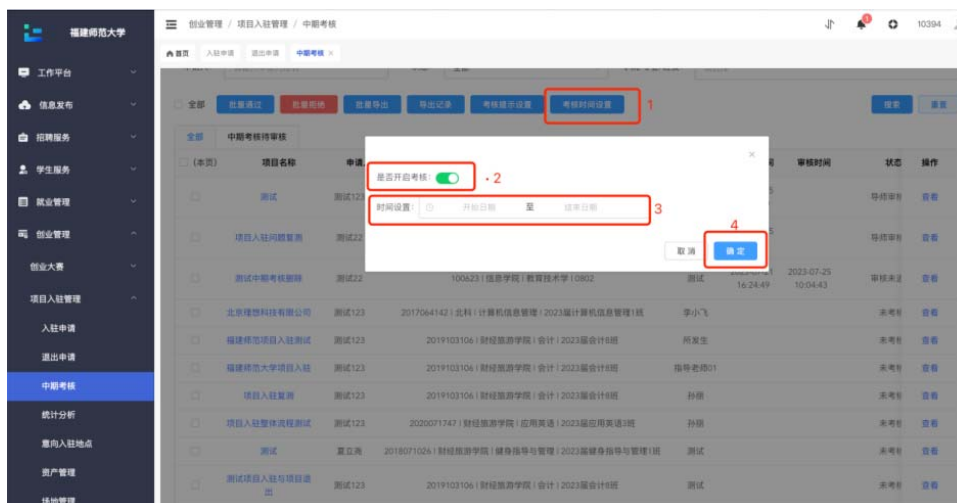 福建师范大学
创业管理 / 项目入驻管理 / 中期考核
10394
首页 入驻申请 退出申请 中期考核 ×
工作平台
信息发布
招聘服务
学生服务
就业管理
创业管理
创业大赛
项目入驻管理
入驻申请
退出申请
中期考核
统计分析
意向入驻地点
资产管理
场地管理
全部 批量通过 批量拒绝 批量导出 导出记录 考核提示设置 考核时间设置 1 搜索 重置
全部 中期考核待审核
(本页) 项目名称 申请 审核时间 状态 操作
是否开启考核: 2
时间设置: 开始日期 至 结束日期 3
4
取消 确定
测试 测试123 导师审核 查看
项目入驻问题复测 测试22 导师审核 查看
测试中期考核删除 测试22 100623 | 信息学院 | 教育技术学 | 0802 测试 16:24:49 2023-07-25 10:04:43 审核未通 查看
北京理想科技有限公司 测试123 2017064142 | 北科 | 计算机信息管理 | 2023届计算机信息管理1班 李小飞 未考核 查看
福建师范项目入驻测试 测试123 2019103106 | 财经旅游学院 | 会计 | 2023届会计8班 所发生 未考核 查看
福建师范大学项目入驻 测试123 2019103106 | 财经旅游学院 | 会计 | 2023届会计8班 指导老师01 未考核 查看
项目入驻复测 测试123 2019103106 | 财经旅游学院 | 会计 | 2023届会计8班 孙丽 未考核 查看
项目入驻整体流程测试 测试123 2020071747 | 财经旅游学院 | 应用英语 | 2023届应用英语3班 孙丽 未考核 查看
测试 夏立涛 2018071026 | 财经旅游学院 | 健身指导与管理 | 2023届健身指导与管理1班 测试 未考核 查看
测试项目入驻与项目退出 测试123 2019103106 | 财经旅游学院 | 会计 | 2023届会计8班 测试 未考核 查看